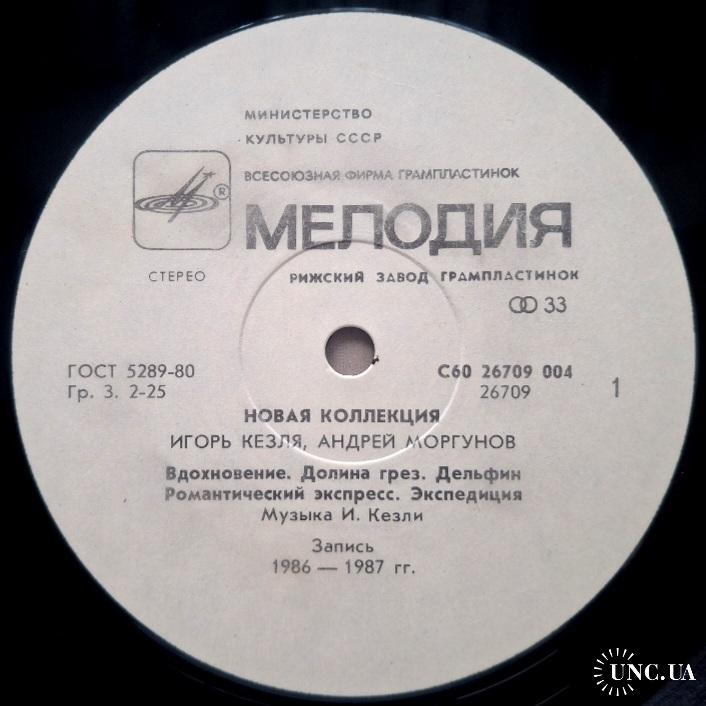 МИНИСТЕРСТВО
КУЛЬТУРЫ СССР
ВСЕСОЮЗНАЯ ФИРМА ГРАМПЛАСТИНОК
®
МЕЛОДИЯ
СТЕРЕО
РИЖСКИЙ ЗАВОД ГРАМПЛАСТИНОК
33
ГОСТ 5289-80
Гр. 3. 2-25
С60 26709 004
26709
1
НОВАЯ КОЛЛЕКЦИЯ
ИГОРЬ КЕЗЛЯ, АНДРЕЙ МОРГУНОВ
Вдохновение. Долина грез. Дельфин
Романтический экспресс. Экспедиция
Музыка И. Кезли
Запись
1986 — 1987 гг.
UNC.UA